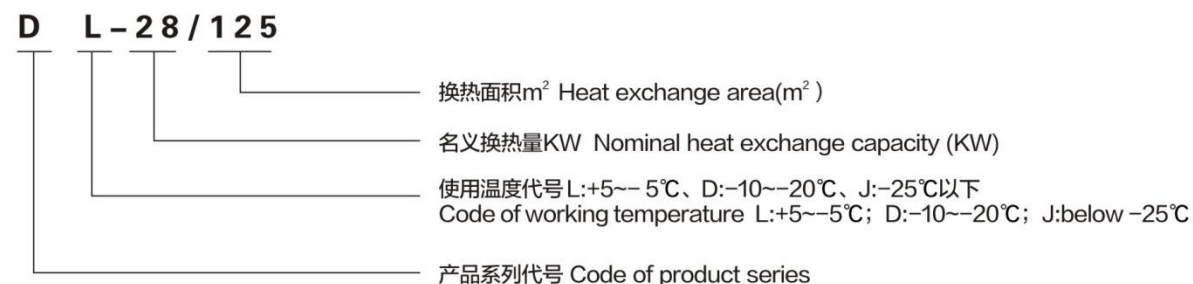 D L-28/125
换热面积m² Heat exchange area(m²)
名义换热量KW Nominal heat exchange capacity (KW)
使用温度代号L:+5~-5℃、D:-10~-20℃、J:-25℃以下
Code of working temperature L:+5~-5℃; D:-10~-20℃; J:below -25℃
产品系列代号 Code of product series